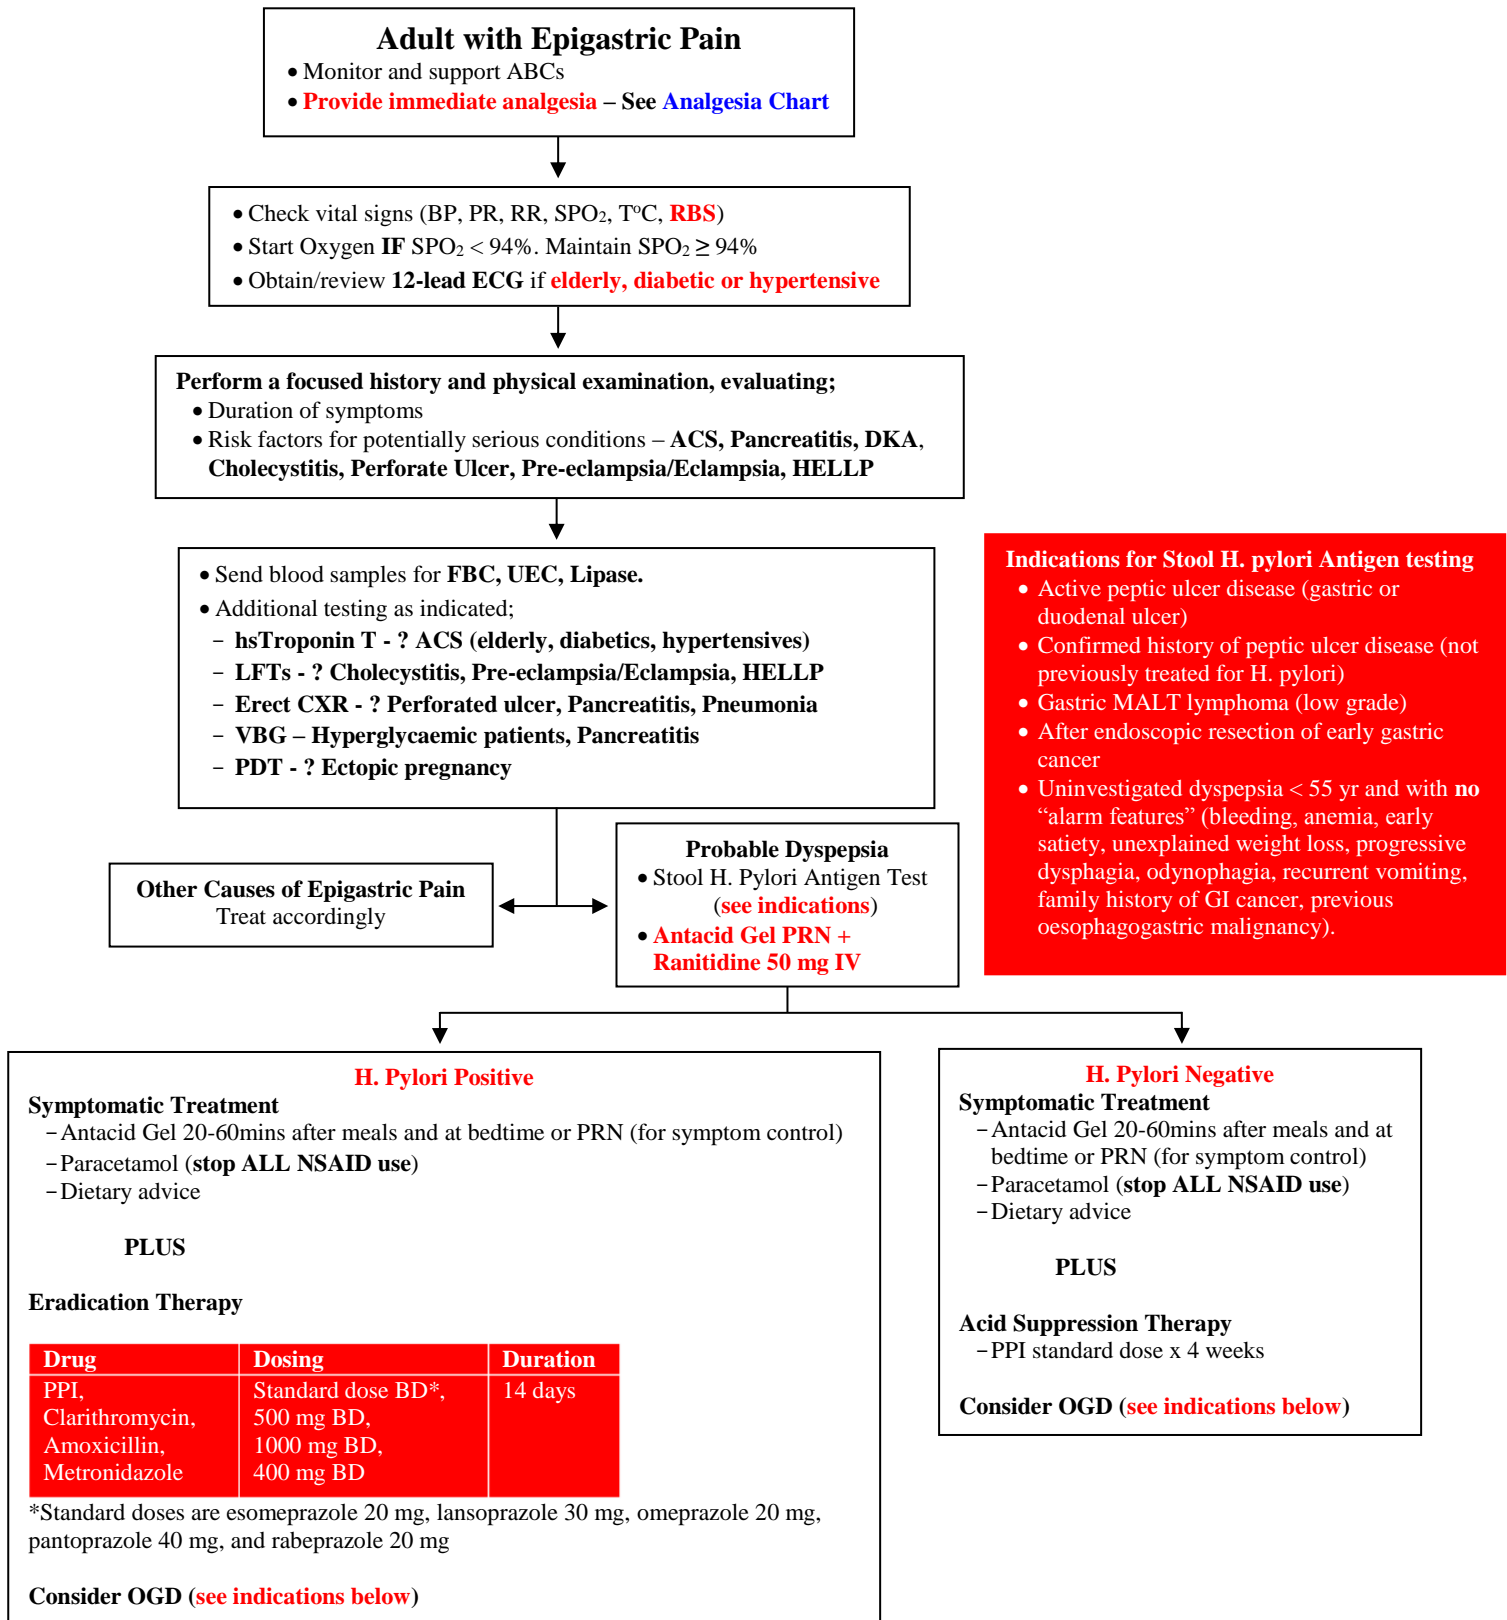 Adult with Epigastric Pain
• Monitor and support ABCs
• Provide immediate analgesia – See Analgesia Chart
• Check vital signs (BP, PR, RR, SPO₂, TᵒC, RBS)
• Start Oxygen IF SPO₂ < 94%. Maintain SPO₂ ≥ 94%
• Obtain/review 12-lead ECG if elderly, diabetic or hypertensive
Perform a focused history and physical examination, evaluating;
• Duration of symptoms
• Risk factors for potentially serious conditions – ACS, Pancreatitis, DKA,
Cholecystitis, Perforate Ulcer, Pre-eclampsia/Eclampsia, HELLP
• Send blood samples for FBC, UEC, Lipase.
• Additional testing as indicated;
− hsTroponin T - ? ACS (elderly, diabetics, hypertensives)
− LFTs - ? Cholecystitis, Pre-eclampsia/Eclampsia, HELLP
− Erect CXR - ? Perforated ulcer, Pancreatitis, Pneumonia
− VBG – Hyperglycaemic patients, Pancreatitis
− PDT - ? Ectopic pregnancy
Indications for Stool H. pylori Antigen testing
• Active peptic ulcer disease (gastric or
duodenal ulcer)
• Confirmed history of peptic ulcer disease (not
previously treated for H. pylori)
• Gastric MALT lymphoma (low grade)
• After endoscopic resection of early gastric
cancer
• Uninvestigated dyspepsia < 55 yr and with no
“alarm features” (bleeding, anemia, early
satiety, unexplained weight loss, progressive
dysphagia, odynophagia, recurrent vomiting,
family history of GI cancer, previous
oesophagogastric malignancy).
Other Causes of Epigastric Pain
Treat accordingly
Probable Dyspepsia
• Stool H. Pylori Antigen Test
(see indications)
• Antacid Gel PRN +
Ranitidine 50 mg IV
H. Pylori Positive
Symptomatic Treatment
− Antacid Gel 20-60mins after meals and at bedtime or PRN (for symptom control)
− Paracetamol (stop ALL NSAID use)
− Dietary advice
PLUS
Eradication Therapy
Drug Dosing Duration
PPI, Standard dose BD*, 14 days
Clarithromycin, 500 mg BD,
Amoxicillin, 1000 mg BD,
Metronidazole 400 mg BD
*Standard doses are esomeprazole 20 mg, lansoprazole 30 mg, omeprazole 20 mg,
pantoprazole 40 mg, and rabeprazole 20 mg
Consider OGD (see indications below)
H. Pylori Negative
Symptomatic Treatment
− Antacid Gel 20-60mins after meals and at
bedtime or PRN (for symptom control)
− Paracetamol (stop ALL NSAID use)
− Dietary advice
PLUS
Acid Suppression Therapy
− PPI standard dose x 4 weeks
Consider OGD (see indications below)